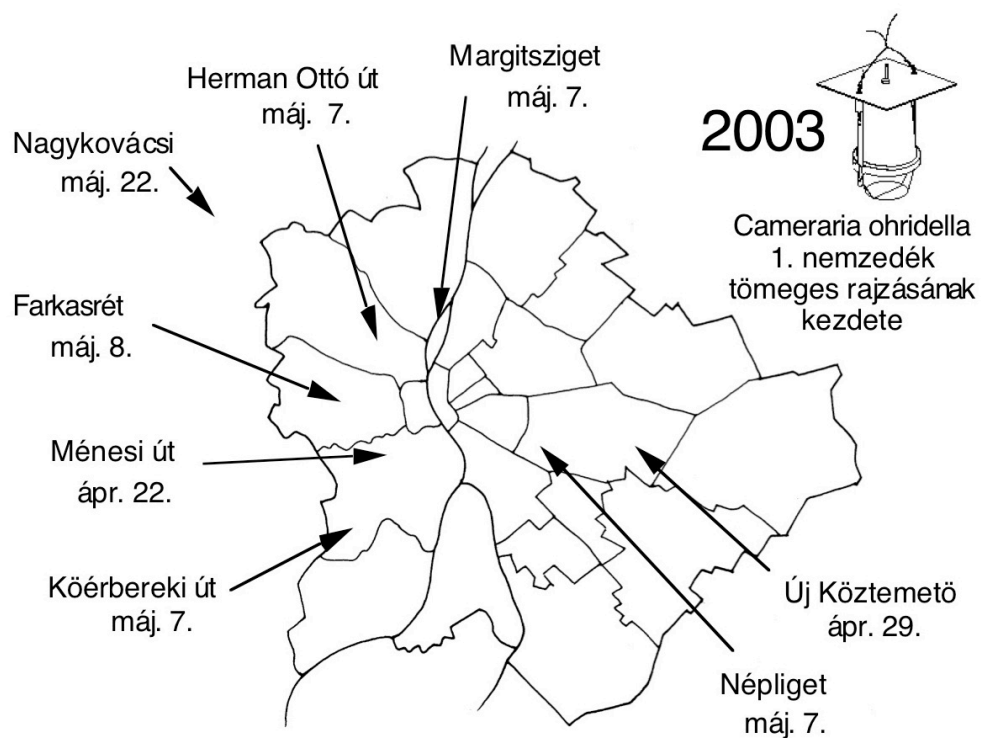 Margitsziget
máj. 7.
Herman Ottó út
máj. 7.
2003
Nagykovácsi
máj. 22.
Cameraria ohridella
1. nemzedék
tömeges rajzásának
kezdete
Farkasrét
máj. 8.
Ménesi út
ápr. 22.
Köérbereki út
máj. 7.
Új Köztemetö
ápr. 29.
Népliget
máj. 7.